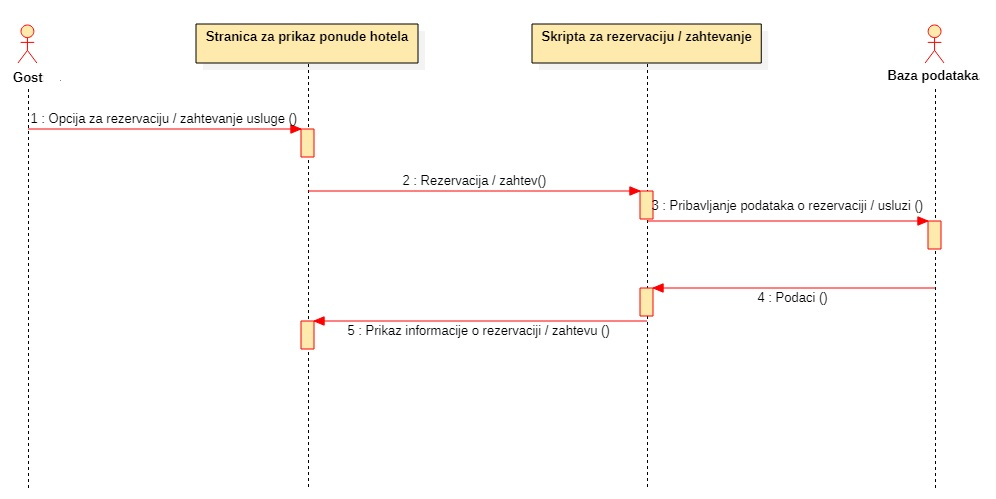 Stranica za prikaz ponude hotela
Skripta za rezervaciju / zahtevanje
Gost
Baza podataka
1 : Opcija za rezervaciju / zahtevanje usluge ()
2 : Rezervacija / zahtev()
3 : Pribavljanje podataka o rezervaciji / usluzi ()
4 : Podaci ()
5 : Prikaz informacije o rezervaciji / zahtevu ()